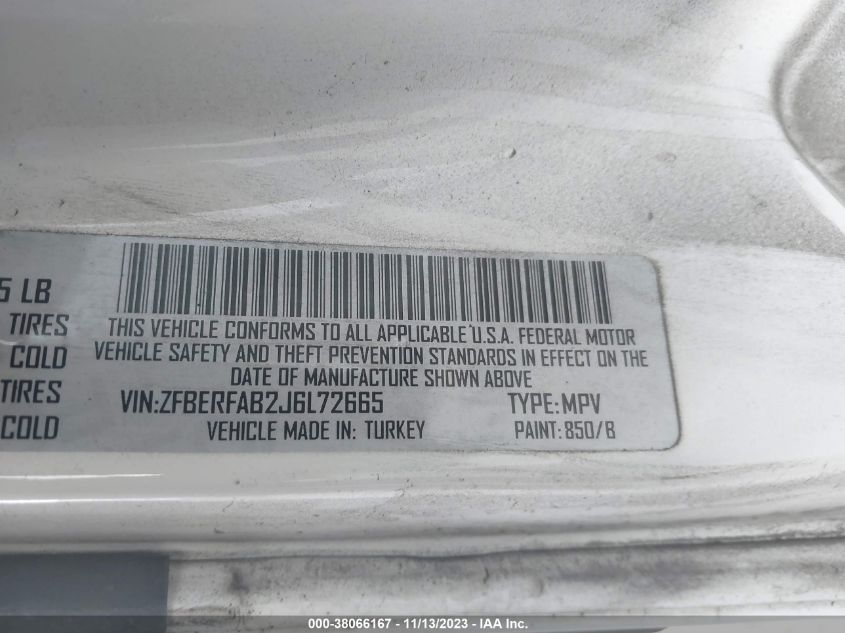 5 LB
TIRES
COLD
TIRES
COLD
THIS VEHICLE CONFORMS TO ALL APPLICABLE U.S.A. FEDERAL MOTOR
VEHICLE SAFETY AND THEFT PREVENTION STANDARDS IN EFFECT ON THE
DATE OF MANUFACTURE SHOWN ABOVE
VIN:ZFBERFAB2J6L72665 TYPE:MPV
VEHICLE MADE IN: TURKEY PAINT: 850/B
000-38066167 - 11/13/2023 - IAA Inc.